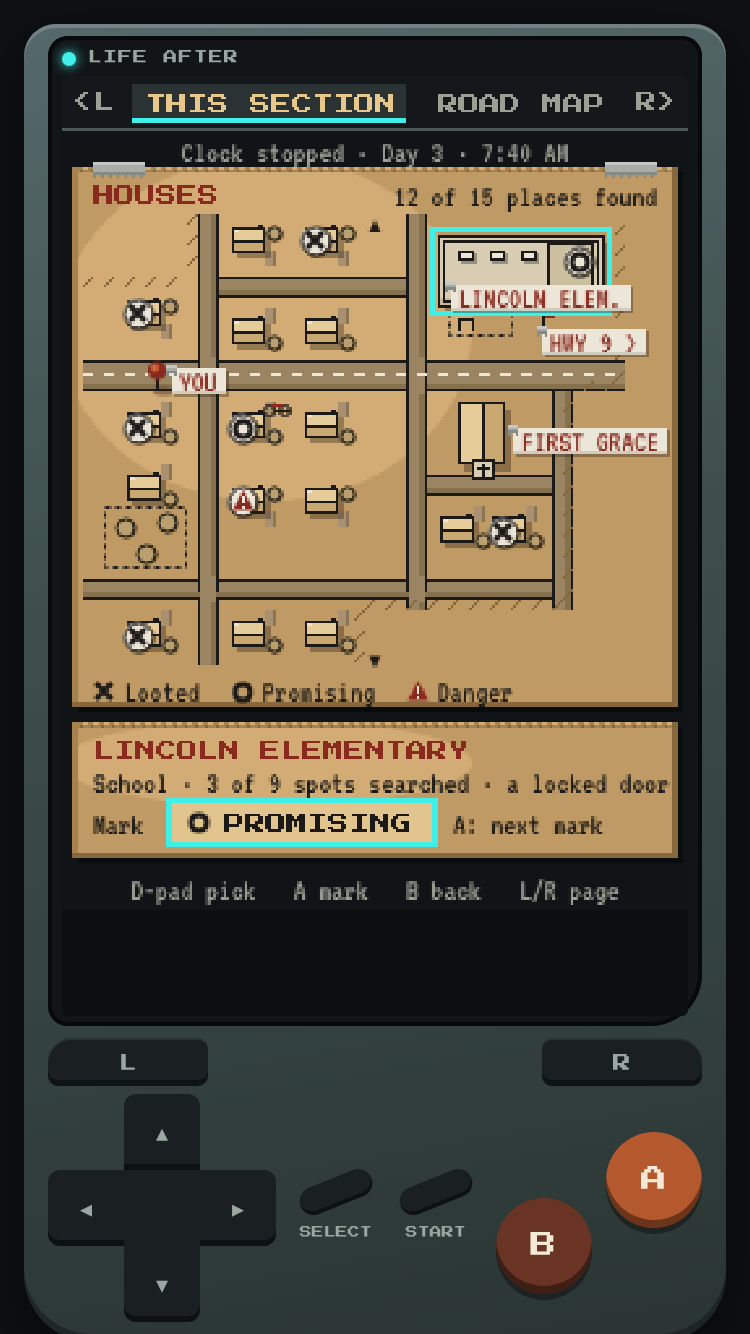 LIFE AFTER
<L THIS SECTION ROAD MAP R>
Clock stopped · Day 3 · 7:40 AM
HOUSES 12 of 15 places found
LINCOLN ELEM.
HWY 9 >
YOU
FIRST GRACE
Looted Promising Danger
LINCOLN ELEMENTARY
School · 3 of 9 spots searched · a locked door
Mark PROMISING A: next mark
D-pad pick A mark B back L/R page
L R
A
B
SELECT START